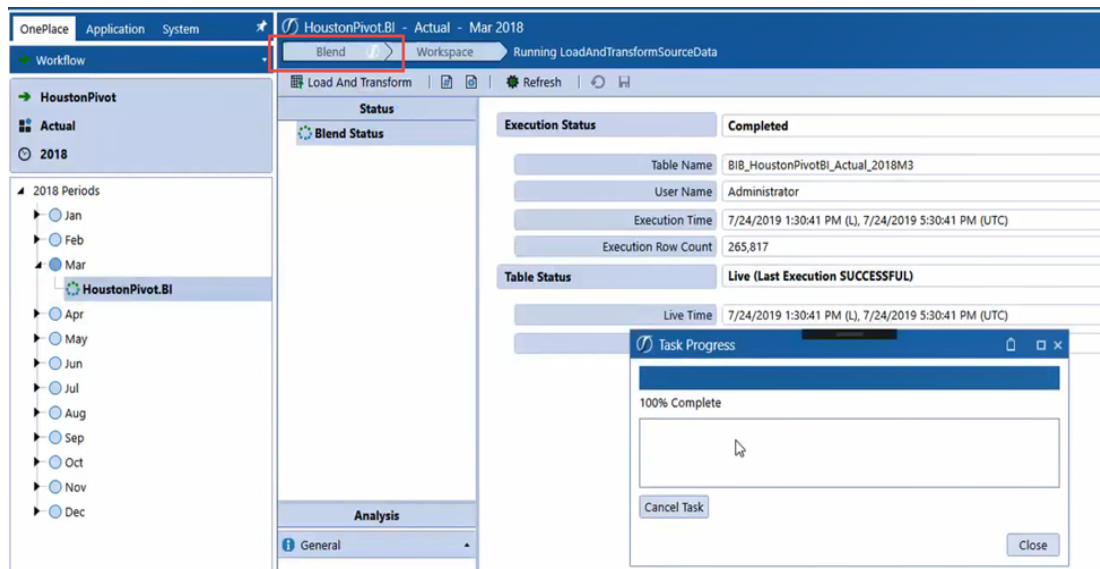 OnePlace Application System
HoustonPivot.BI - Actual - Mar 2018
Blend Workspace Running LoadAndTransformSourceData
Workflow
Load And Transform Refresh
HoustonPivot
Actual
2018
2018 Periods
Jan
Feb
Mar
HoustonPivot.BI
Apr
May
Jun
Jul
Aug
Sep
Oct
Nov
Dec
Status
Blend Status
Analysis
General
Execution Status Completed
Table Name BIB_HoustonPivotBI_Actual_2018M3
User Name Administrator
Execution Time 7/24/2019 1:30:41 PM (L), 7/24/2019 5:30:41 PM (UTC)
Execution Row Count 265,817
Table Status Live (Last Execution SUCCESSFUL)
Live Time 7/24/2019 1:30:41 PM (L), 7/24/2019 5:30:41 PM (UTC)
Task Progress
100% Complete
Cancel Task
Close